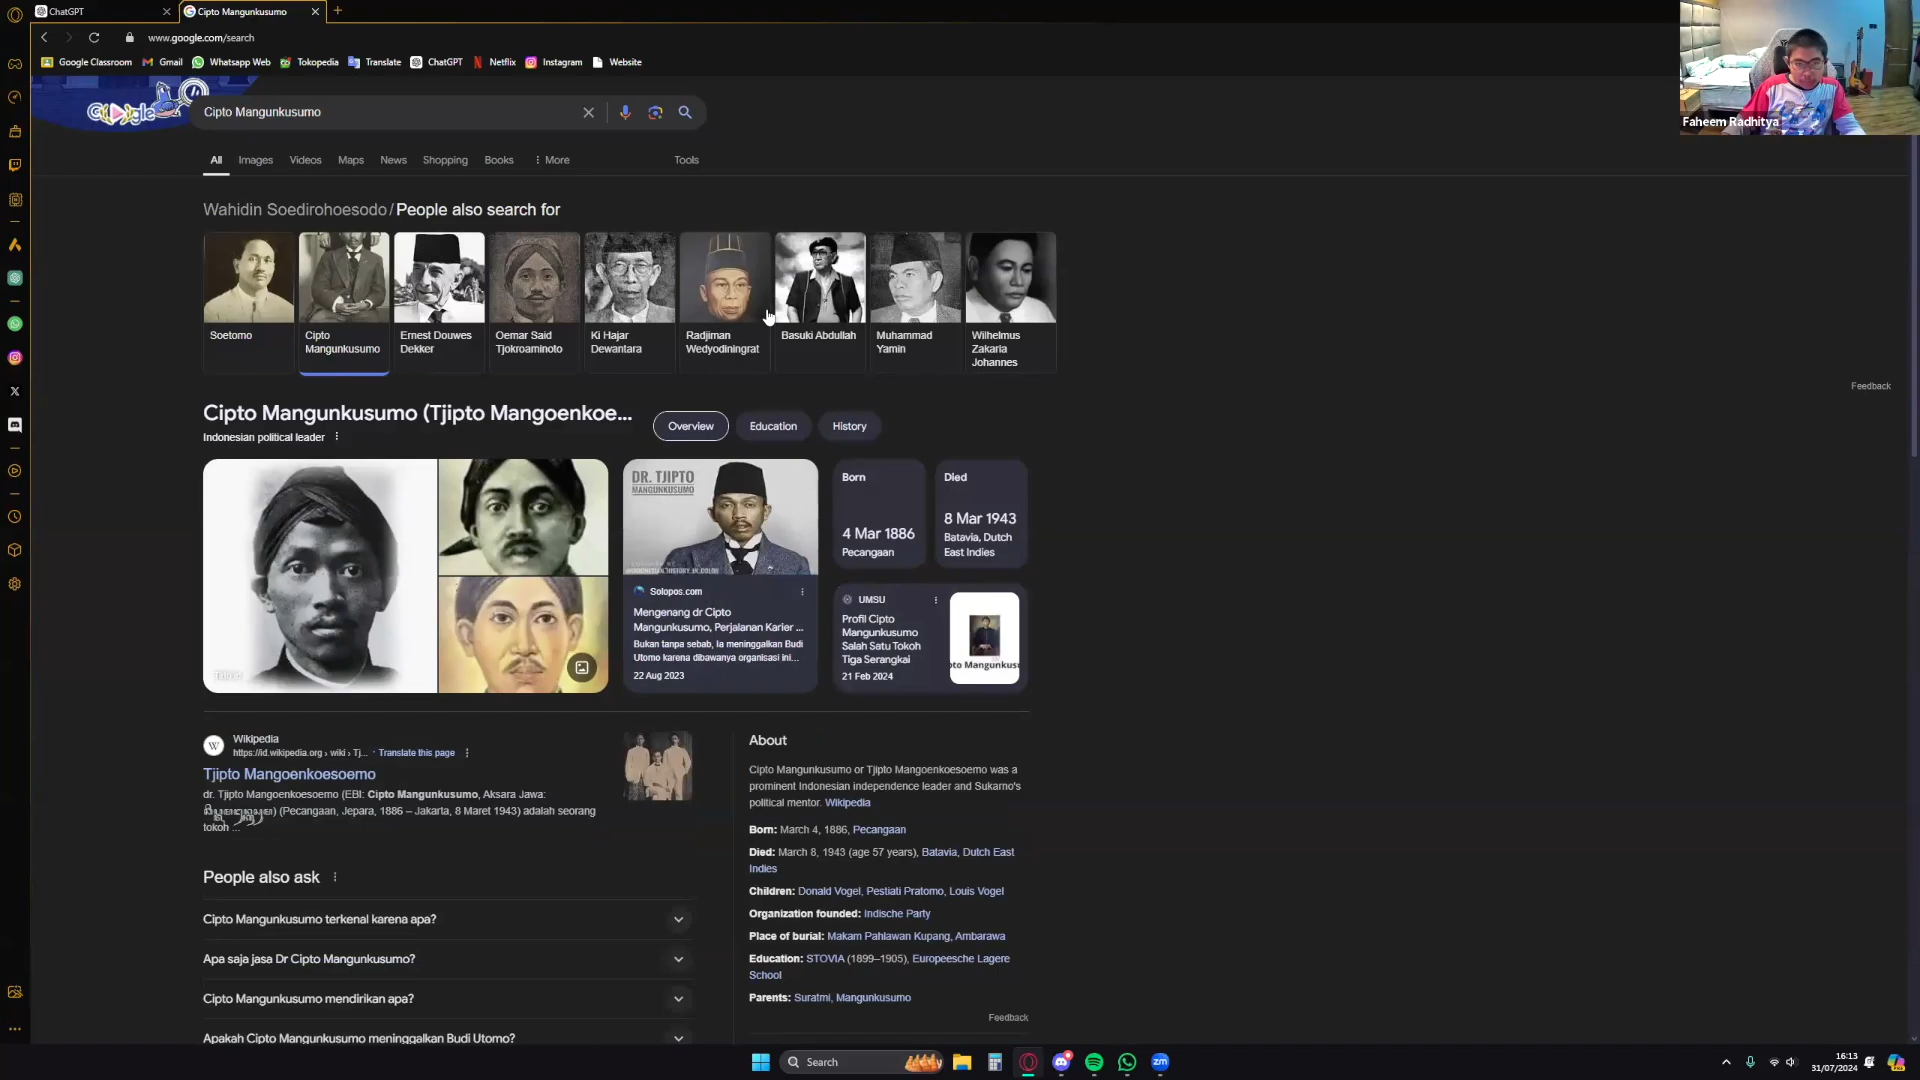 ChatGPT
Cipto Mangunkusumo
www.google.com/search
Google Classroom
Gmail
Whatsapp Web
Tokopedia
Translate
ChatGPT
Netflix
Instagram
Website
Faheem Radhitya
Cipto Mangunkusumo
All
Images
Videos
Maps
News
Shopping
Books
More
Tools
Wahidin Soedirohoesodo/People also search for
Soetomo
Cipto
Mangunkusumo
Ernest Douwes
Dekker
Oemar Said
Tjokroaminoto
Ki Hajar
Dewantara
Radjiman
Wedyodiningrat
Basuki Abdullah
Muhammad
Yamin
Wilhelmus
Zakaria
Johannes
Feedback
Cipto Mangunkusumo (Tjipto Mangoenkoe...
Indonesian political leader
Overview
Education
History
DR. TJIPTO
MANGUNKUSUMO
Solopos.com
Mengenang dr Cipto
Mangunkusumo, Perjalanan Karier ...
Bukan tanpa sebab, Ia meninggalkan Budi
Utomo karena dibawanya organisasi ini...
22 Aug 2023
Born
4 Mar 1886
Pecangaan
Died
8 Mar 1943
Batavia, Dutch
East Indies
UMSU
Profil Cipto
Mangunkusumo
Salah Satu Tokoh
Tiga Serangkai
21 Feb 2024
Wikipedia
https://id.wikipedia.org › wiki › Tj... · Translate this page
Tjipto Mangoenkoesoemo
dr. Tjipto Mangoenkoesoemo (EBI: Cipto Mangunkusumo, Aksara Jawa:
(Pecangaan, Jepara, 1886 – Jakarta, 8 Maret 1943) adalah seorang
tokoh ...
People also ask
Cipto Mangunkusumo terkenal karena apa?
Apa saja jasa Dr Cipto Mangunkusumo?
Cipto Mangunkusumo mendirikan apa?
Apakah Cipto Mangunkusumo meninggalkan Budi Utomo?
About
Cipto Mangunkusumo or Tjipto Mangoenkoesoemo was a
prominent Indonesian independence leader and Sukarno's
political mentor. Wikipedia
Born: March 4, 1886, Pecangaan
Died: March 8, 1943 (age 57 years), Batavia, Dutch East
Indies
Children: Donald Vogel, Pestiati Pratomo, Louis Vogel
Organization founded: Indische Party
Place of burial: Makam Pahlawan Kupang, Ambarawa
Education: STOVIA (1899–1905), Europeesche Lagere
School
Parents: Suratmi, Mangunkusumo
Feedback
Search
zm
16:13
31/07/2024